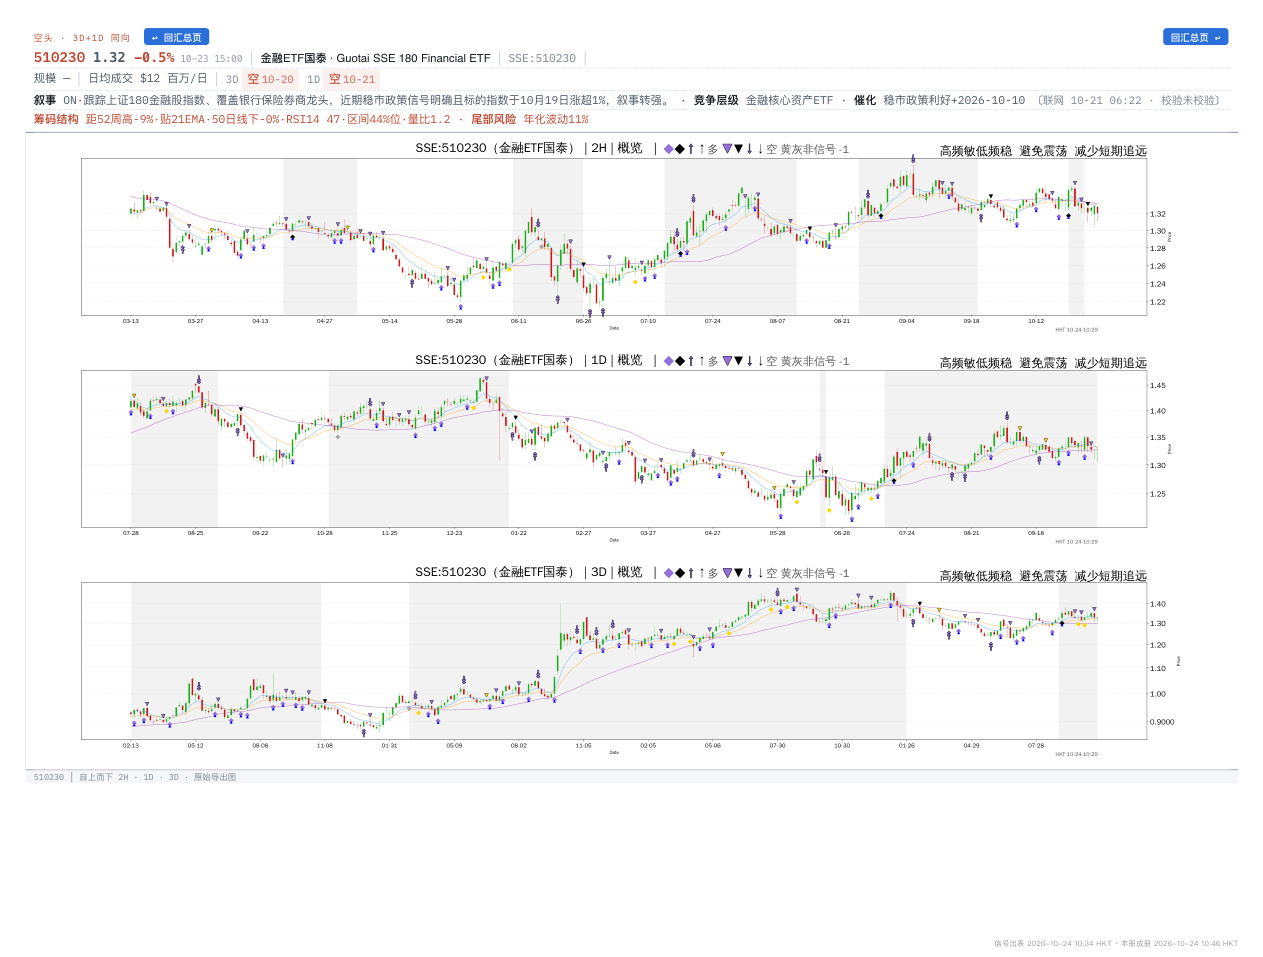 空头 · 3D+1D 同向 ↩ 回汇总页 回汇总页 ↩
510230 1.32 −0.5% 10-23 15:00 │ 金融ETF国泰 · Guotai SSE 180 Financial ETF │ SSE:510230 │
规模 — │ 日均成交 $12 百万/日 │ 3D 空 10-20 1D 空 10-21
叙事 ON·跟踪上证180金融股指数、覆盖银行保险券商龙头，近期稳市政策信号明确且标的指数于10月19日涨超1%，叙事转强。 · 竞争层级 金融核心资产ETF · 催化 稳市政策利好+2026-10-10 〔联网 10-21 06:22 · 校验未校验〕
筹码结构 距52周高-9%·贴21EMA·50日线下-0%·RSI14 47·区间44%位·量比1.2 · 尾部风险 年化波动11%
SSE:510230（金融ETF国泰）| 2H | 概览 | ◆◆↑↑多 ▼▼↓↓空 黄灰非信号 -1 高频敏低频稳 避免震荡 减少短期追远
1.32
1.30
1.28
1.26
1.24
1.22
Price
03-13 03-27 04-13 04-27 05-14 05-28 06-11 06-26 07-10 07-24 08-07 08-21 09-04 09-18 10-12
Date
HKT 10-24 10:29
SSE:510230（金融ETF国泰）| 1D | 概览 | ◆◆↑↑多 ▼▼↓↓空 黄灰非信号 -1 高频敏低频稳 避免震荡 减少短期追远
1.45
1.40
1.35
1.30
1.25
Price
07-28 08-25 09-22 10-28 11-25 12-23 01-22 02-27 03-27 04-27 05-28 06-26 07-24 08-21 09-18
Date
HKT 10-24 10:29
SSE:510230（金融ETF国泰）| 3D | 概览 | ◆◆↑↑多 ▼▼↓↓空 黄灰非信号 -1 高频敏低频稳 避免震荡 减少短期追远
1.40
1.30
1.20
1.10
1.00
0.9000
Price
02-13 05-12 08-08 11-08 01-31 05-09 08-02 11-05 02-05 05-06 07-30 10-30 01-26 04-29 07-28
Date
HKT 10-24 10:29
510230 │ 自上而下 2H · 1D · 3D · 原始导出图
信号出表 2026-10-24 10:34 HKT · 本册成册 2026-10-24 10:46 HKT